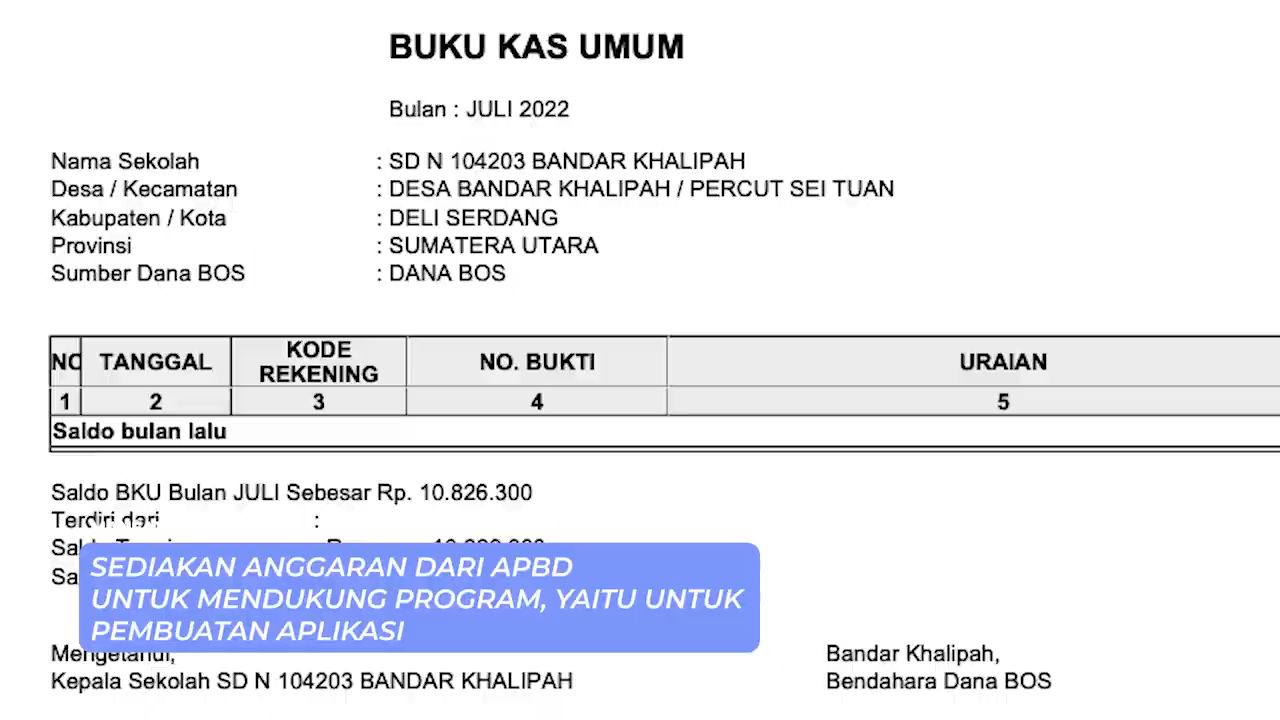 BUKU KAS UMUM
Bulan : JULI 2022
Nama Sekolah : SD N 104203 BANDAR KHALIPAH
Desa / Kecamatan : DESA BANDAR KHALIPAH / PERCUT SEI TUAN
Kabupaten / Kota : DELI SERDANG
Provinsi : SUMATERA UTARA
Sumber Dana BOS : DANA BOS
NO TANGGAL KODE REKENING NO. BUKTI URAIAN
1 2 3 4 5
Saldo bulan lalu
Saldo BKU Bulan JULI Sebesar Rp. 10.826.300
Terdiri dari :
SEDIAKAN ANGGARAN DARI APBD
UNTUK MENDUKUNG PROGRAM, YAITU UNTUK
PEMBUATAN APLIKASI
Mengetahui, Bandar Khalipah,
Kepala Sekolah SD N 104203 BANDAR KHALIPAH Bendahara Dana BOS